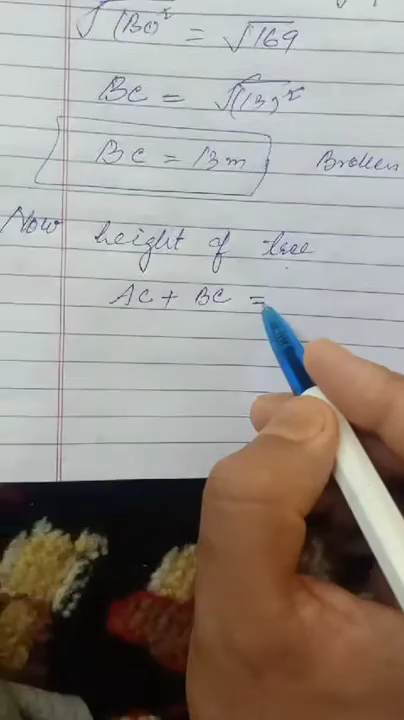 √(BC)² = √169
BC = √(13)²
BC = 13m Broken
Now height of tree
AC + BC =